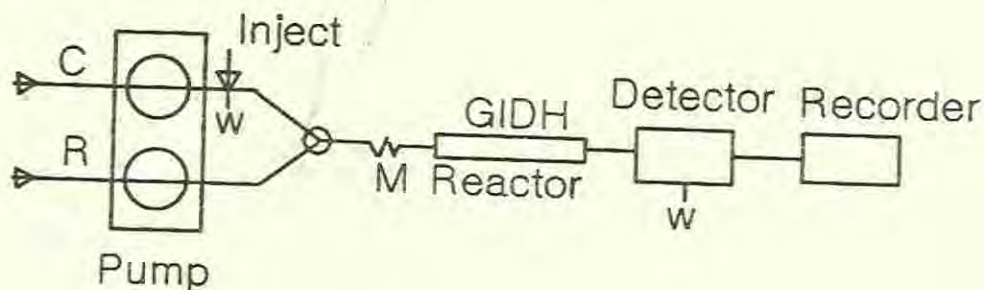 Inject
C
W
R
Pump
M
GIDH
Reactor
Detector
W
Recorder